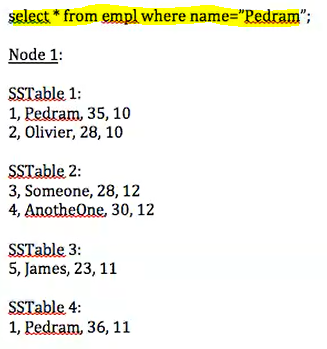 select * from empl where name=”Pedram”;
Node 1:
SSTable 1:
1, Pedram, 35, 10
2, Olivier, 28, 10
SSTable 2:
3, Someone, 28, 12
4, AnotheOne, 30, 12
SSTable 3:
5, James, 23, 11
SSTable 4:
1, Pedram, 36, 11